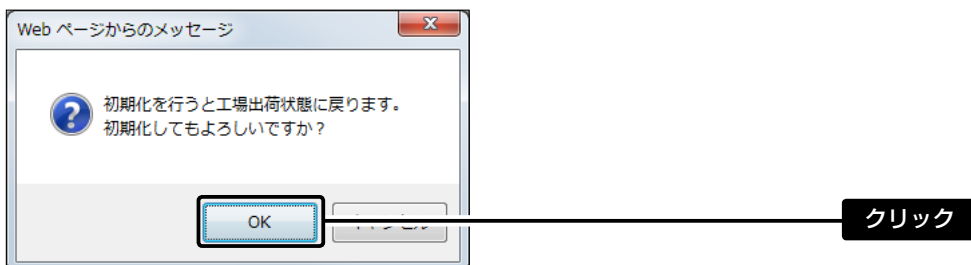 Web ページからのメッセージ
初期化を行うと工場出荷状態に戻ります。
初期化してもよろしいですか？
OK
クリック